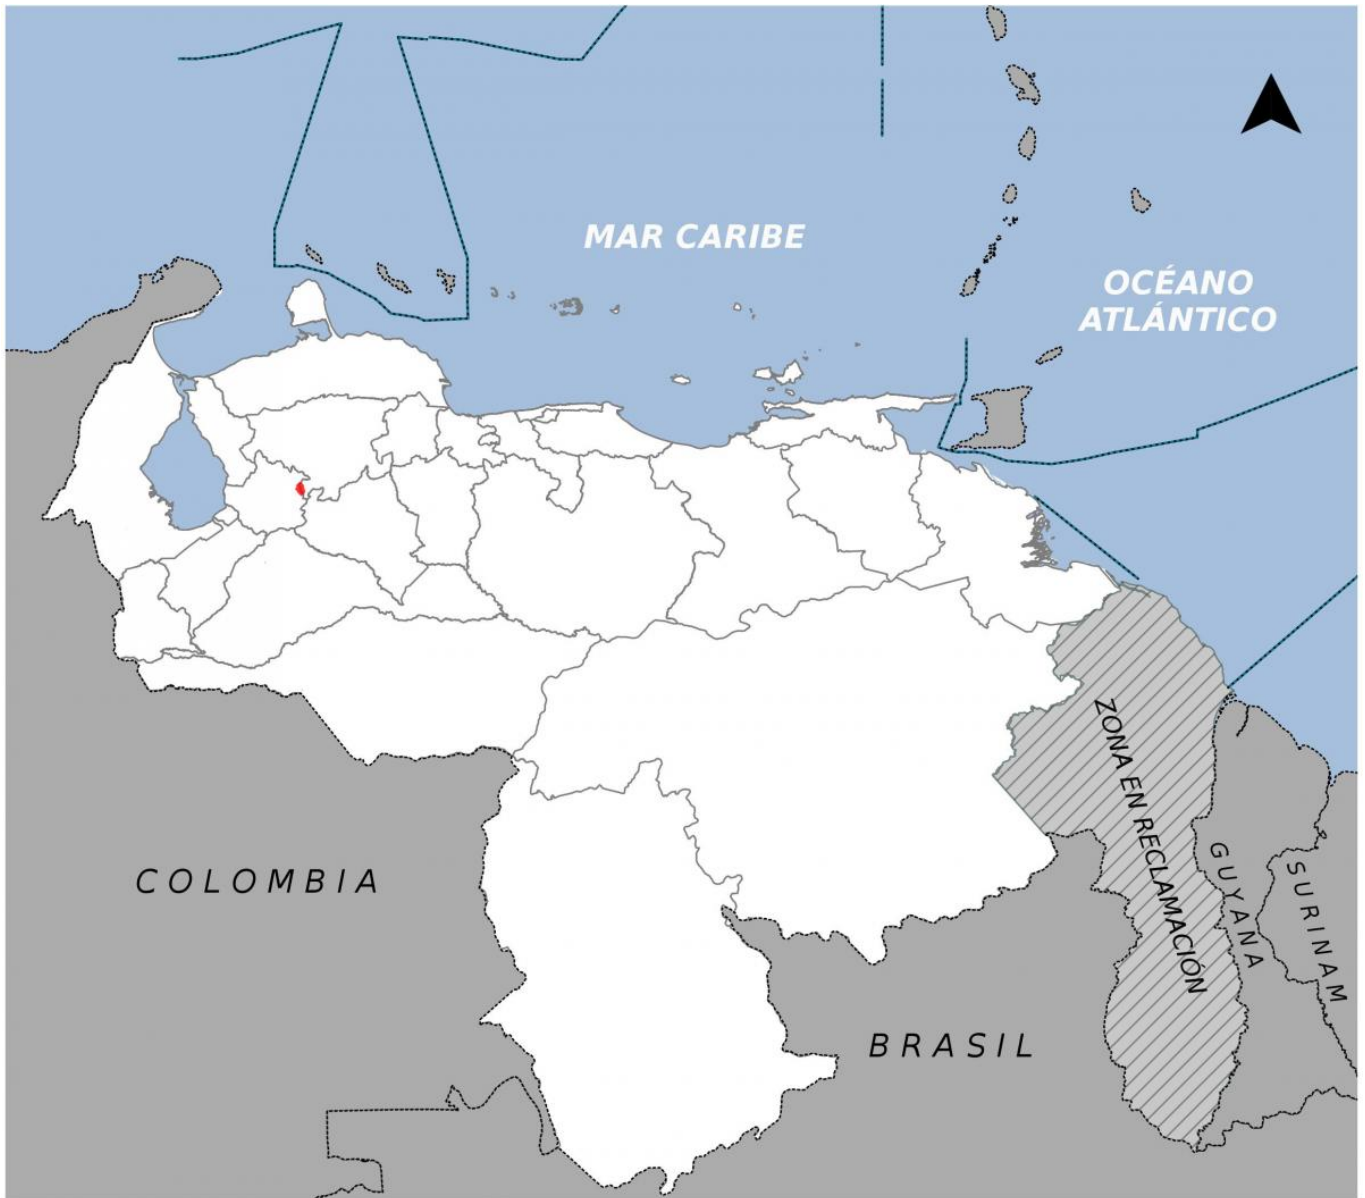 MAR CARIBE
OCÉANO
ATLÁNTICO
COLOMBIA
ZONA EN RECLAMACIÓN
GUYANA
SURINAM
BRASIL